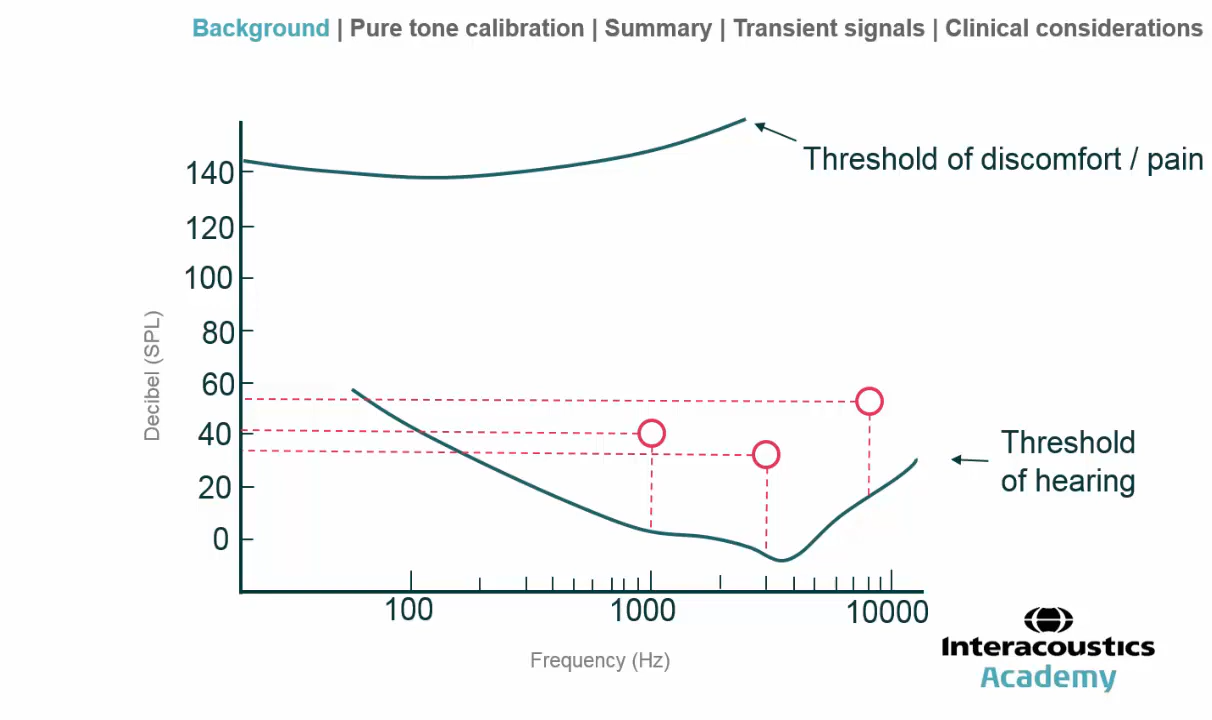 Background | Pure tone calibration | Summary | Transient signals | Clinical considerations
Threshold of discomfort / pain
140
120
100
80
60
40
20
0
Decibel (SPL)
Threshold
of hearing
100
1000
10000
Frequency (Hz)
Interacoustics
Academy